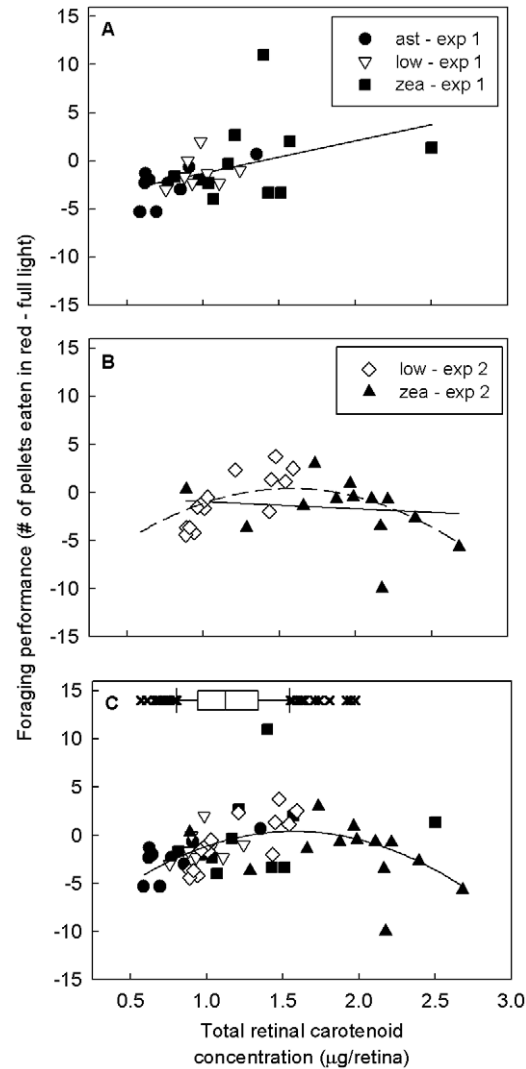 Foraging performance (# of pellets eaten in red - full light)
A
ast - exp 1
low - exp 1
zea - exp 1
15
10
5
0
-5
-10
-15
B
low - exp 2
zea - exp 2
15
10
5
0
-5
-10
-15
C
15
10
5
0
-5
-10
-15
0.5 1.0 1.5 2.0 2.5 3.0
Total retinal carotenoid
concentration (μg/retina)